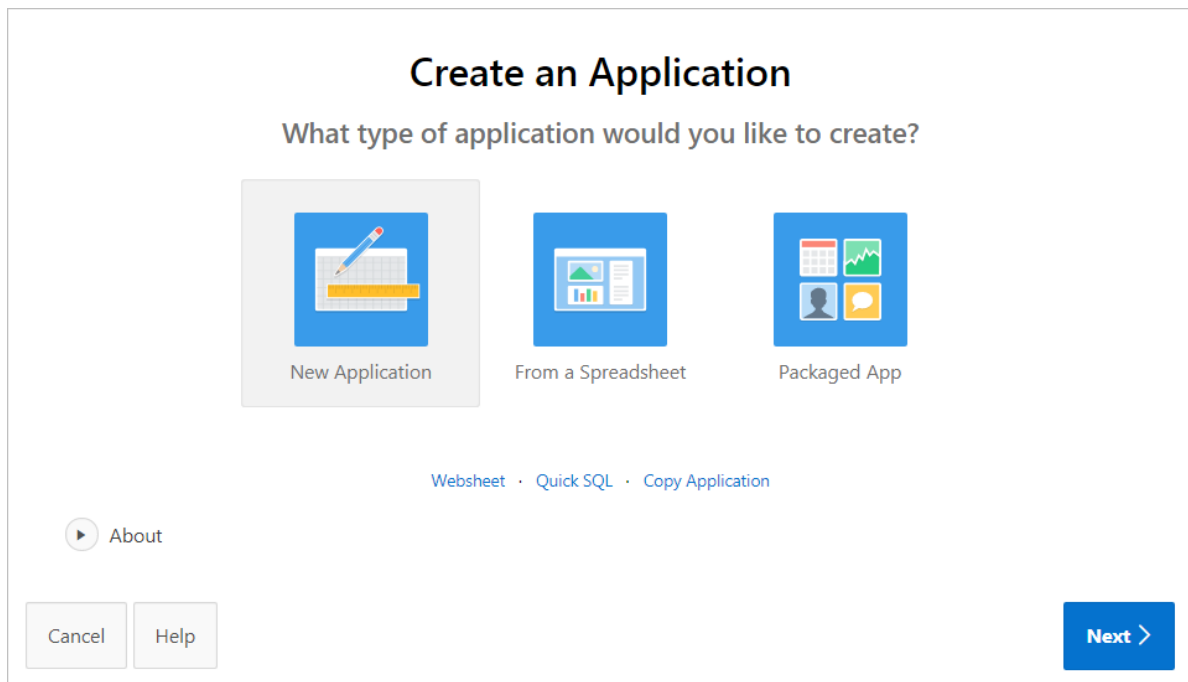 Create an Application
What type of application would you like to create?
New Application
From a Spreadsheet
Packaged App
Websheet · Quick SQL · Copy Application
About
Cancel
Help
Next